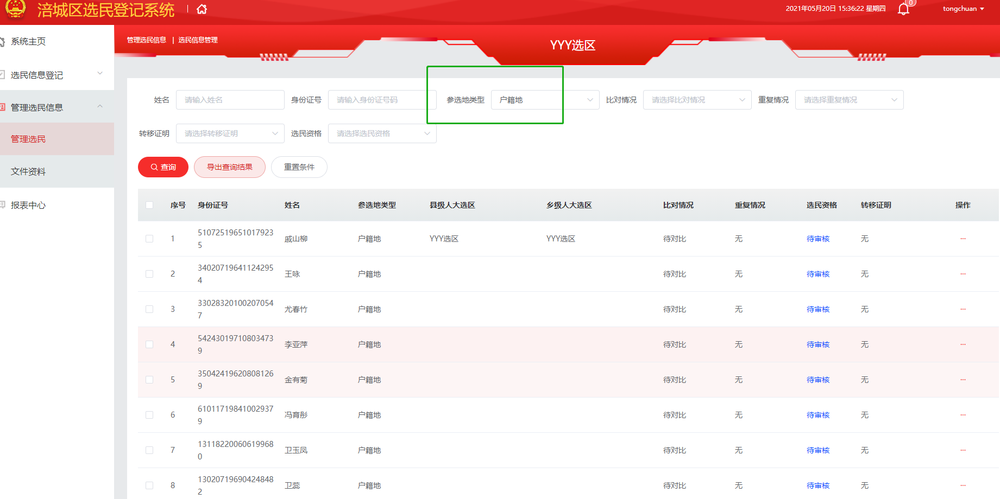 涪城区选民登记系统
2021年05月20日 15:36:22 星期四
0
tongchuan
系统主页
选民信息登记
管理选民信息
管理选民
文件资料
报表中心
管理选民信息 | 选民信息管理
YYY选区
姓名 请输入姓名 身份证号 请输入身份证号码 参选地类型 户籍地 比对情况 请选择比对情况 重复情况 请选择重复情况
转移证明 请选择转移证明 选民资格 请选择选民资格
查询 导出查询结果 重置条件
序号 身份证号 姓名 参选地类型 县级人大选区 乡级人大选区 比对情况 重复情况 选民资格 转移证明 操作
1 51072519651017923
5 戚山柳 户籍地 YYY选区 YYY选区 待对比 无 待审核 无 ...
2 34020719641124295
4 王咏 户籍地 待对比 无 待审核 无 ...
3 33028320100207054
7 尤春竹 户籍地 待对比 无 待审核 无 ...
4 54243019710803473
9 李亚萍 户籍地 待对比 无 待审核 无 ...
5 35042419620808126
9 金有菊 户籍地 待对比 无 待审核 无 ...
6 61011719841002937
9 冯育彤 户籍地 待对比 无 待审核 无 ...
7 13118220060619968
0 卫玉凤 户籍地 待对比 无 待审核 无 ...
8 13020719690424848
2 卫蕊 户籍地 待对比 无 待审核 无 ...